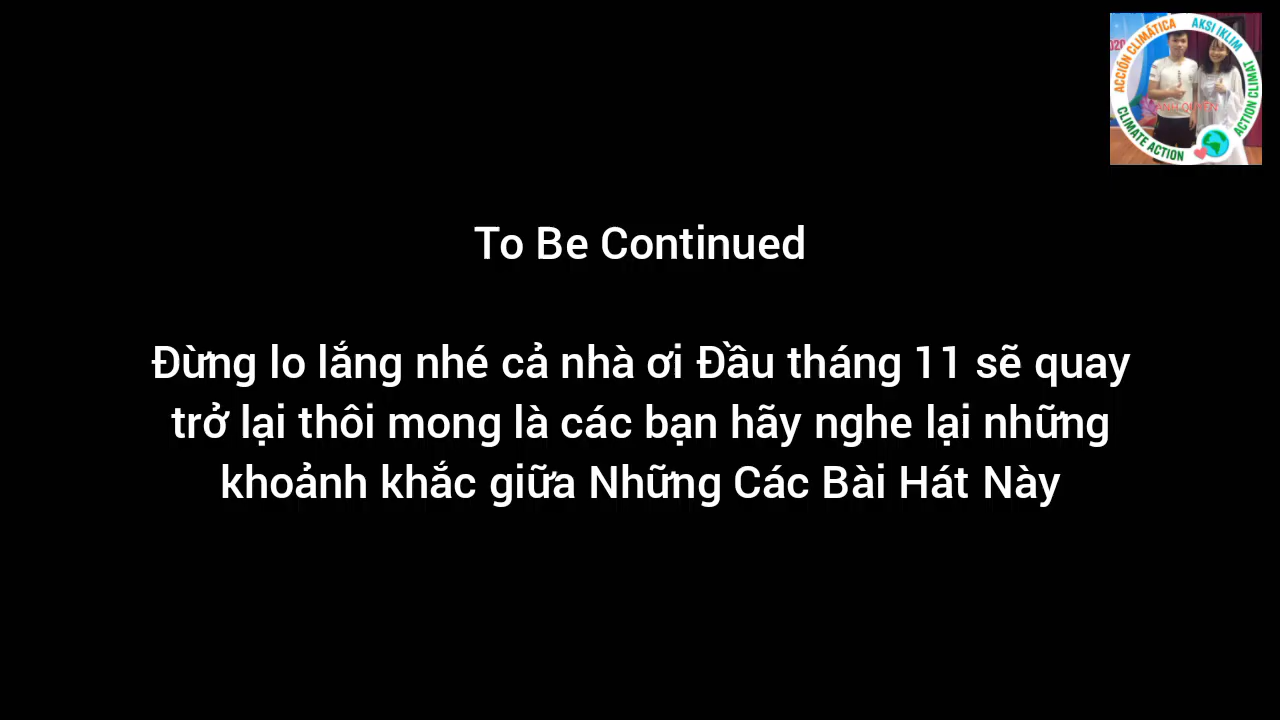 ACCIÓN CLIMÁTICA
AKSI IKLIM
ACTION CLIMAT
CLIMATE ACTION
To Be Continued
Đừng lo lắng nhé cả nhà ơi Đầu tháng 11 sẽ quay
trở lại thôi mong là các bạn hãy nghe lại những
khoảnh khắc giữa Những Các Bài Hát Này